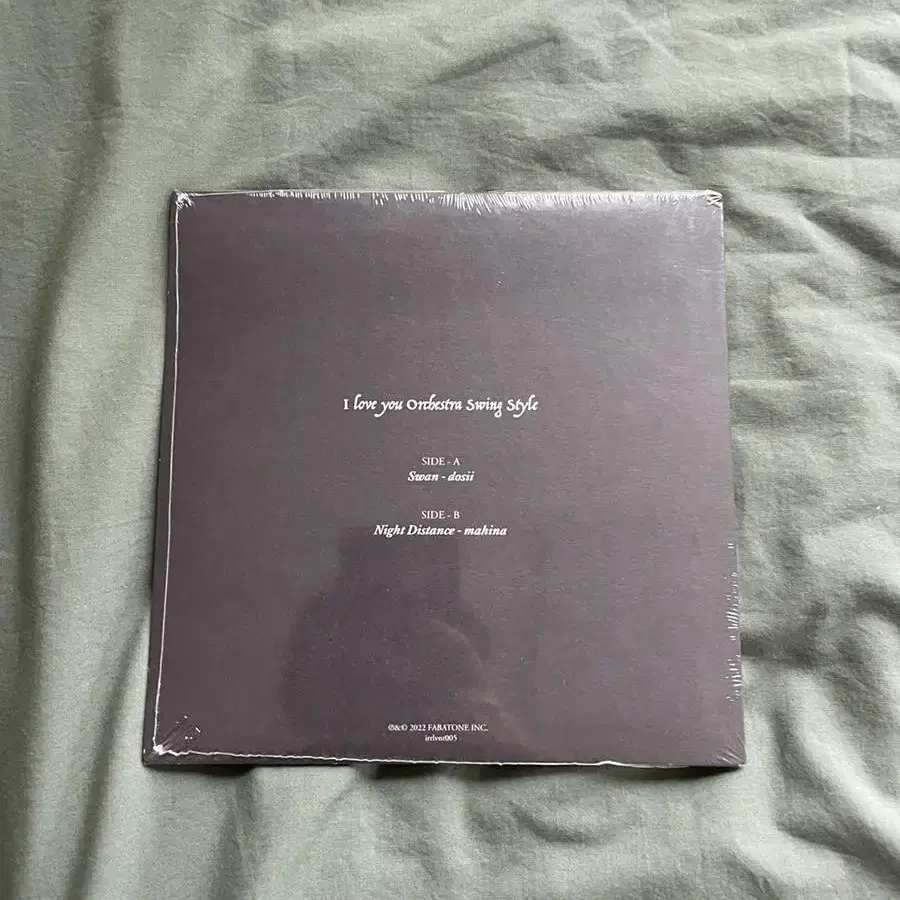 I love you Orchestra Swing Style
SIDE - A
Swan - dosii
SIDE - B
Night Distance - mahina
℗&© 2022 FABATONE INC.
irrlvnt005